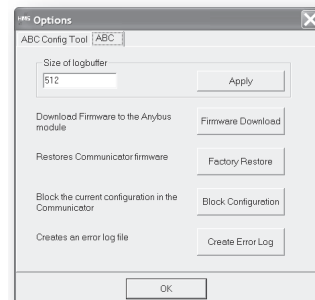 HMS Options
ABC Config Tool ABC
Size of logbuffer
512
Apply
Download Firmware to the Anybus
module
Firmware Download
Restores Communicator firmware
Factory Restore
Block the current configuration in the
Communicator
Block Configuration
Creates an error log file
Create Error Log
OK